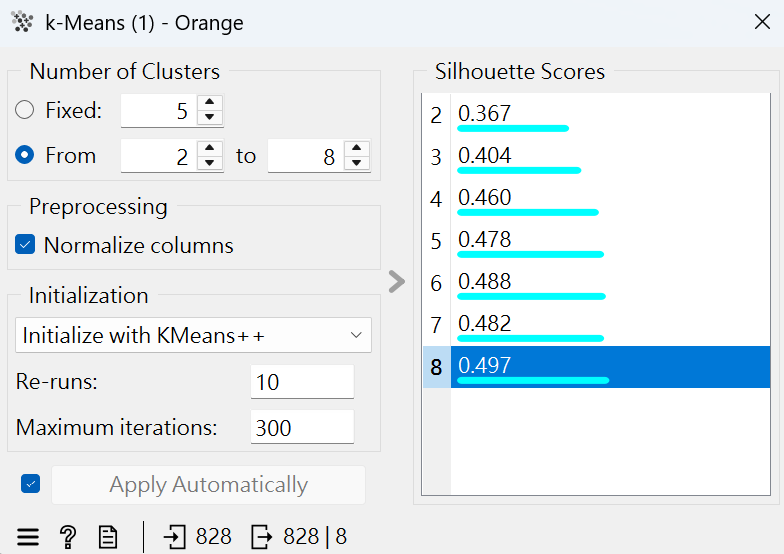 k-Means (1) - Orange
Number of Clusters
Fixed: 5
From 2 to 8
Preprocessing
Normalize columns
Initialization
Initialize with KMeans++
Re-runs: 10
Maximum iterations: 300
Apply Automatically
828 828 | 8
Silhouette Scores
2 0.367
3 0.404
4 0.460
5 0.478
6 0.488
7 0.482
8 0.497